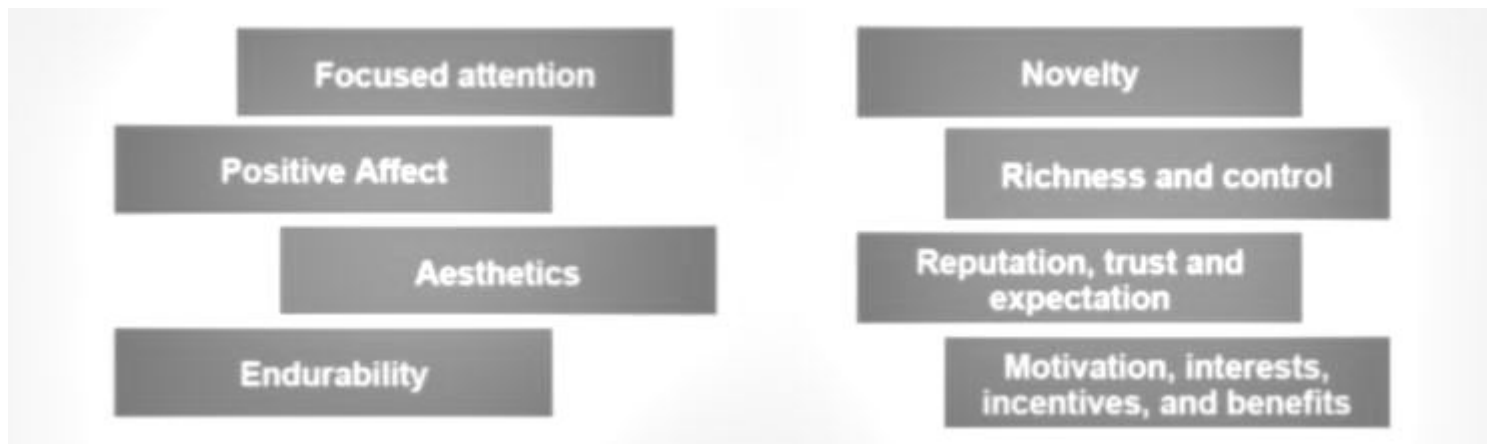 Focused attention
Positive Affect
Aesthetics
Endurability
Novelty
Richness and control
Reputation, trust and
expectation
Motivation, interests,
incentives, and benefits